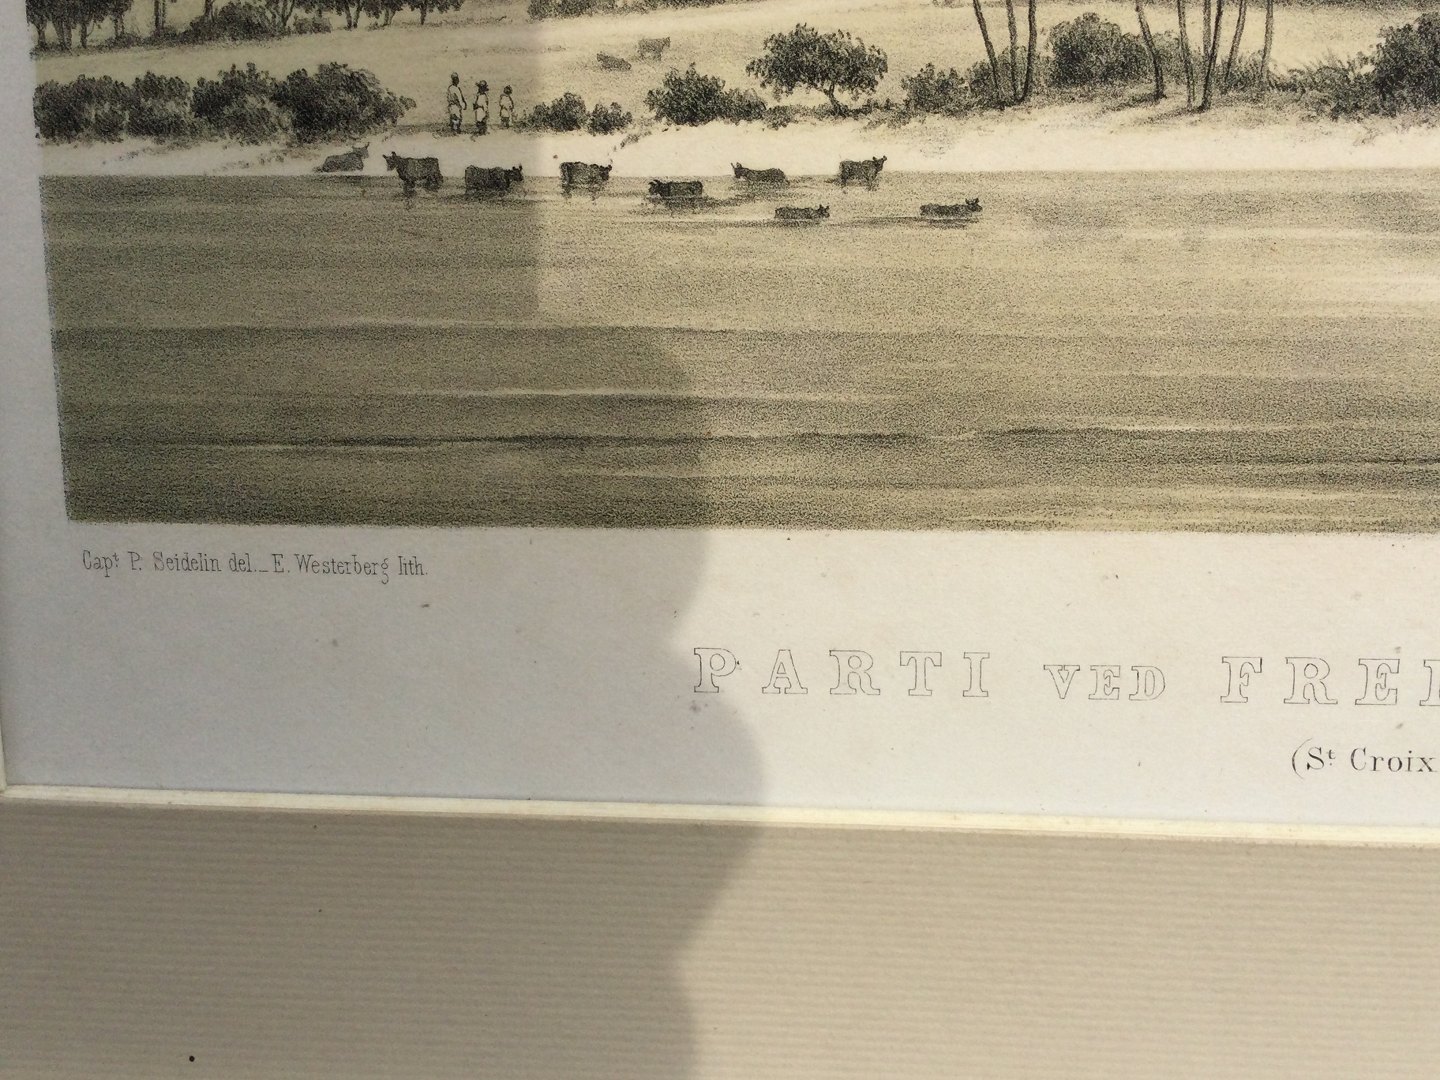 Capt P. Seidelin del._E. Westerberg lith.
PARTI VED FRE
(St Croix